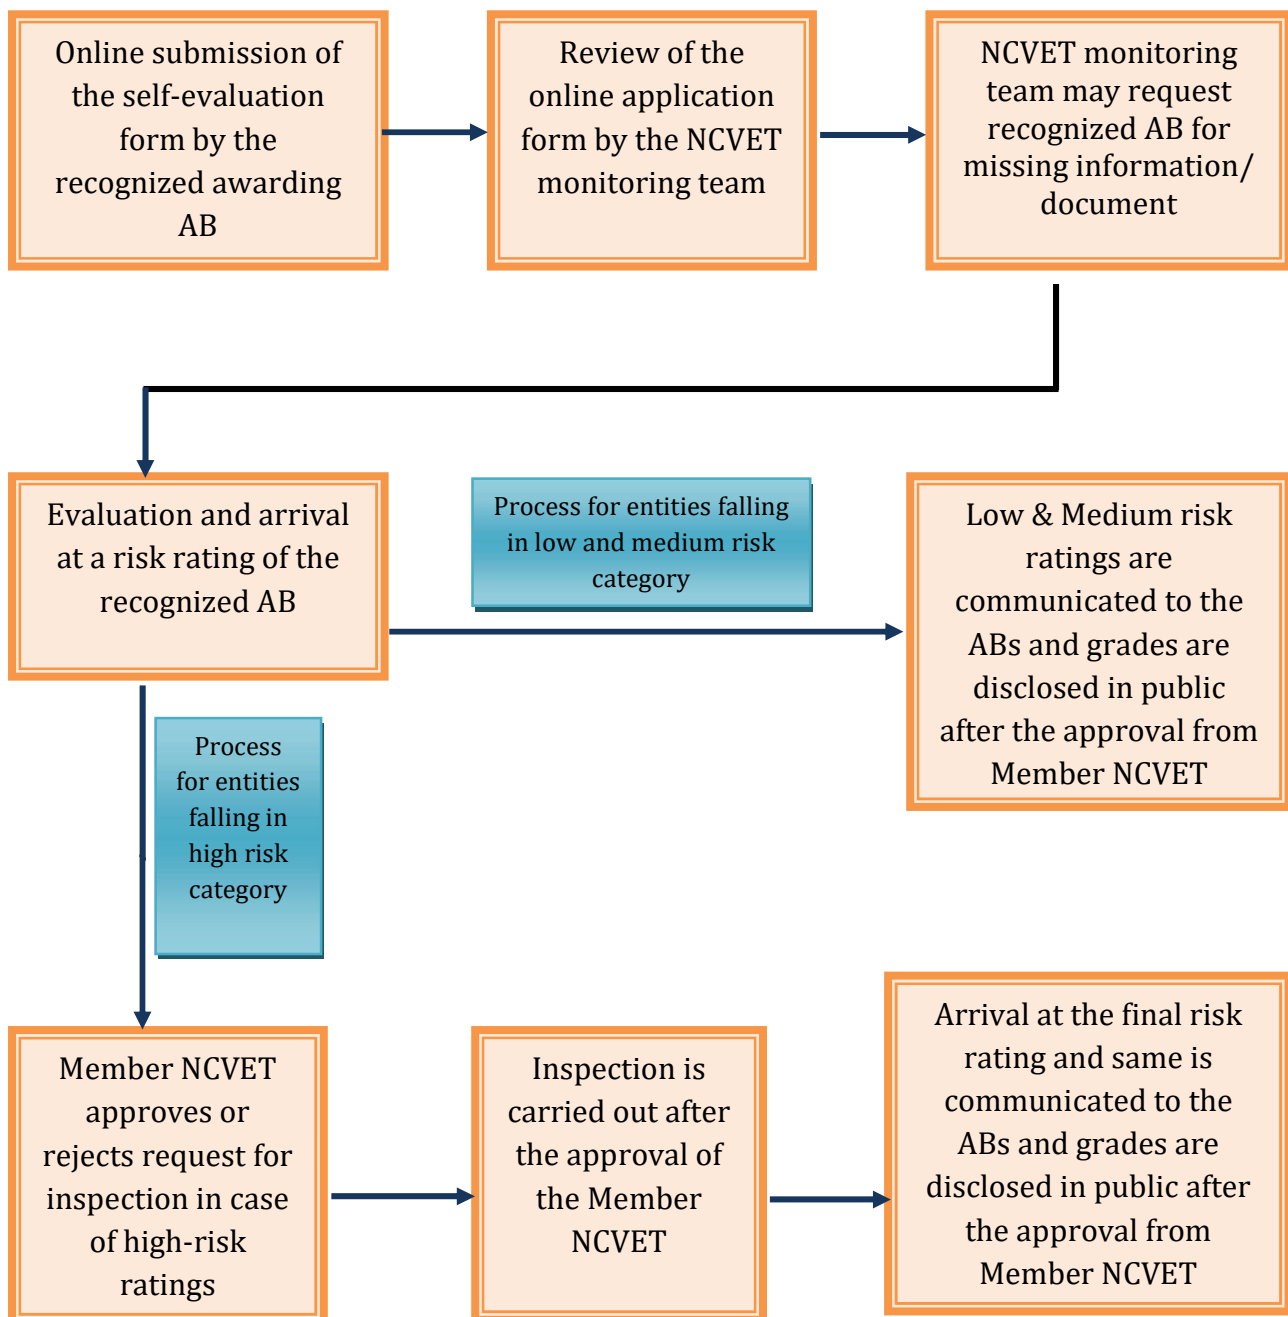 Online submission of
the self-evaluation
form by the
recognized awarding
AB
Review of the
online application
form by the NCVET
monitoring team
NCVET monitoring
team may request
recognized AB for
missing information/
document
Evaluation and arrival
at a risk rating of the
recognized AB
Process for entities falling
in low and medium risk
category
Low & Medium risk
ratings are
communicated to the
ABs and grades are
disclosed in public
after the approval from
Member NCVET
Process
for entities
falling in
high risk
category
Member NCVET
approves or
rejects request for
inspection in case
of high-risk
ratings
Inspection is
carried out after
the approval of
the Member
NCVET
Arrival at the final risk
rating and same is
communicated to the
ABs and grades are
disclosed in public after
the approval from
Member NCVET